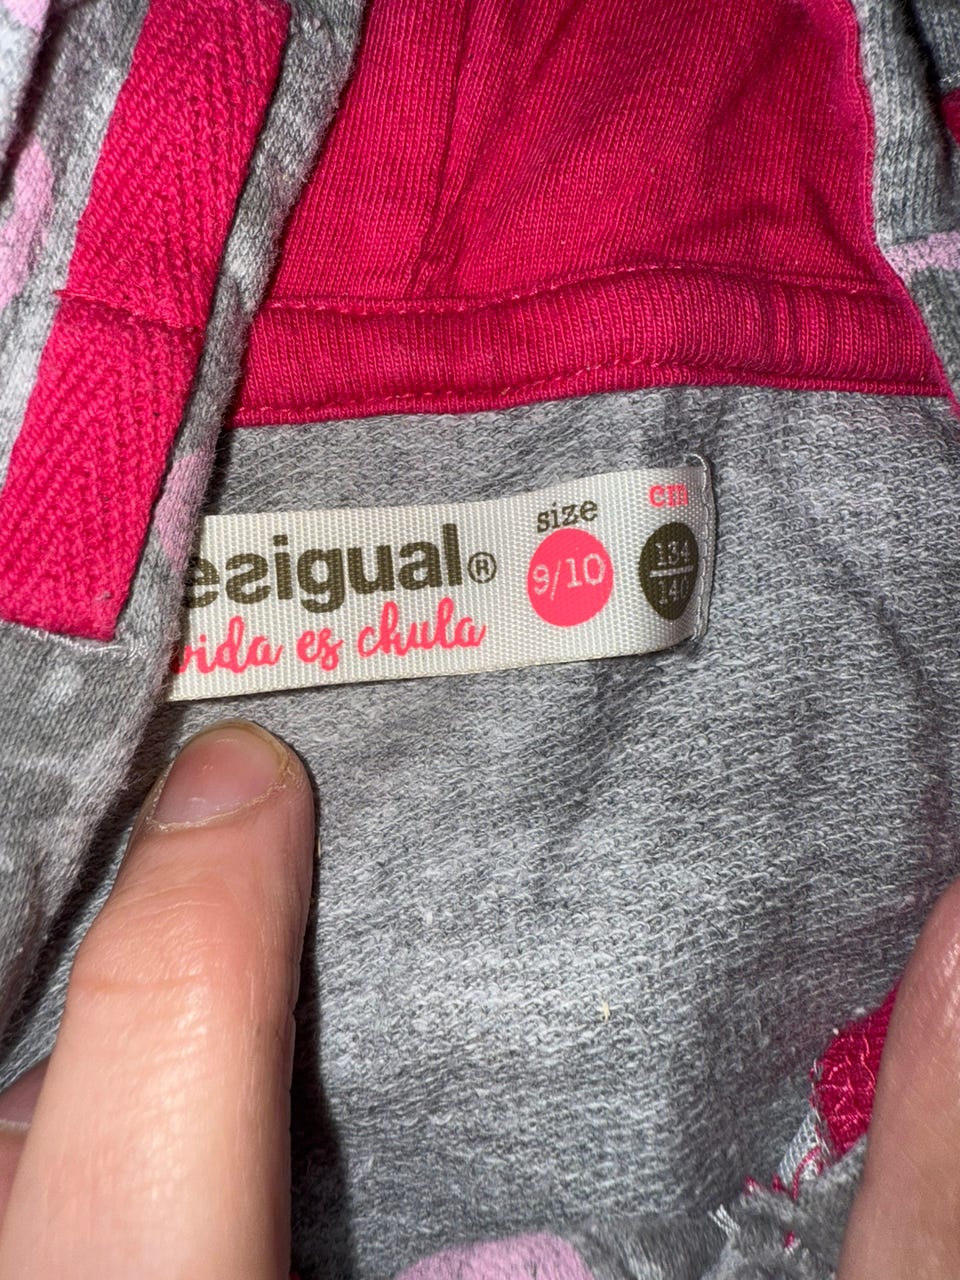 esigual®
vida es chula
size
9/10
cm
134
140